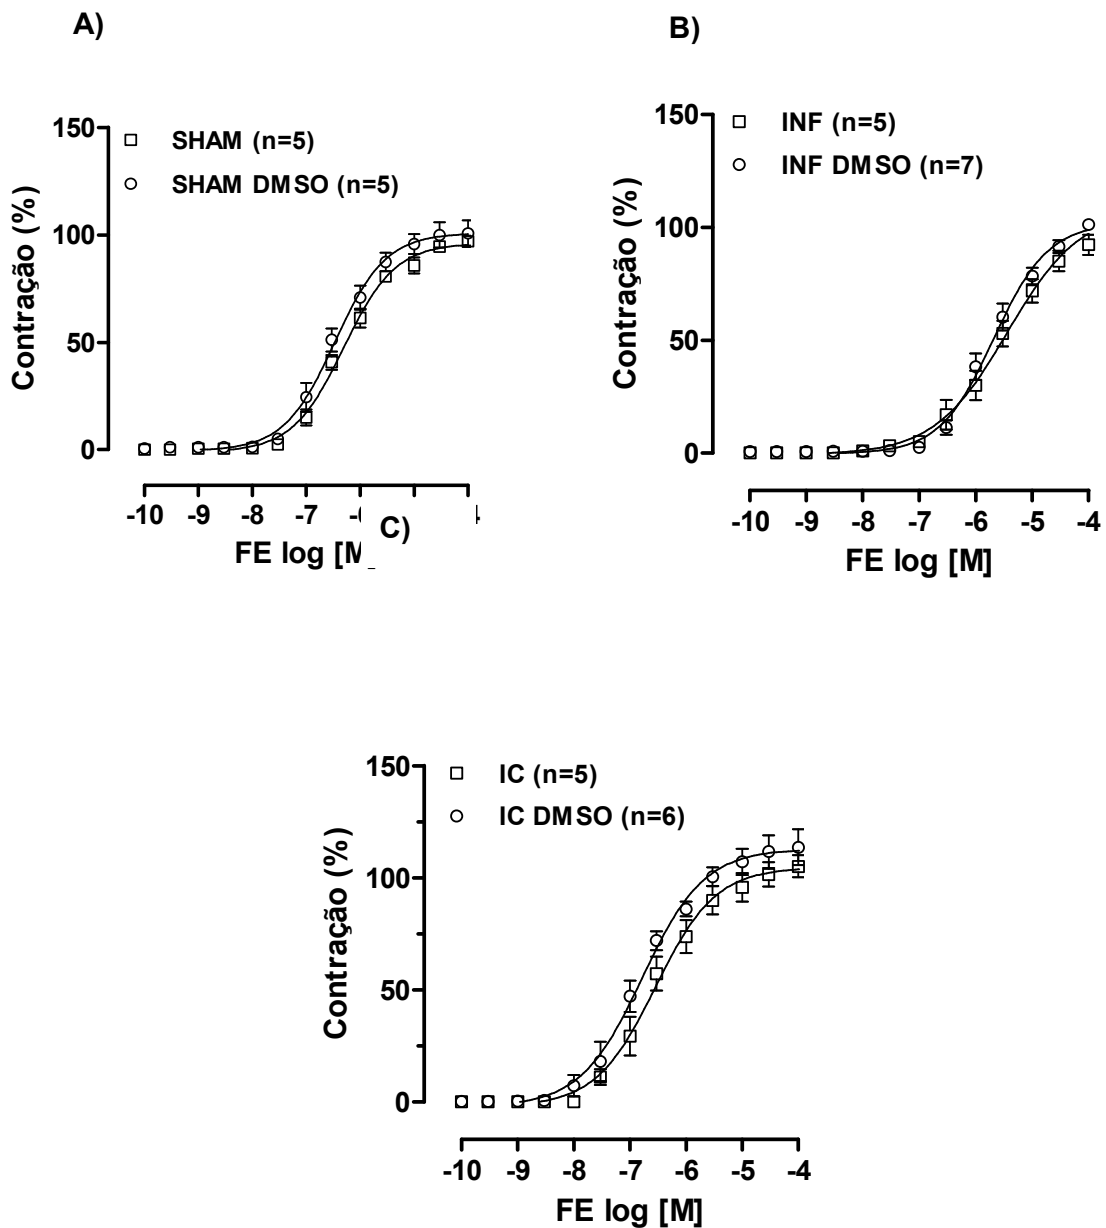 A)
150
SHAM (n=5)
SHAM DMSO (n=5)
100
50
0
Contração (%)
-10 -9 -8 -7
FE log [M
B)
150
INF (n=5)
INF DMSO (n=7)
100
50
0
Contração (%)
-10 -9 -8 -7 -6 -5 -4
FE log [M]
C)
150
IC (n=5)
IC DMSO (n=6)
100
50
0
Contração (%)
-10 -9 -8 -7 -6 -5 -4
FE log [M]